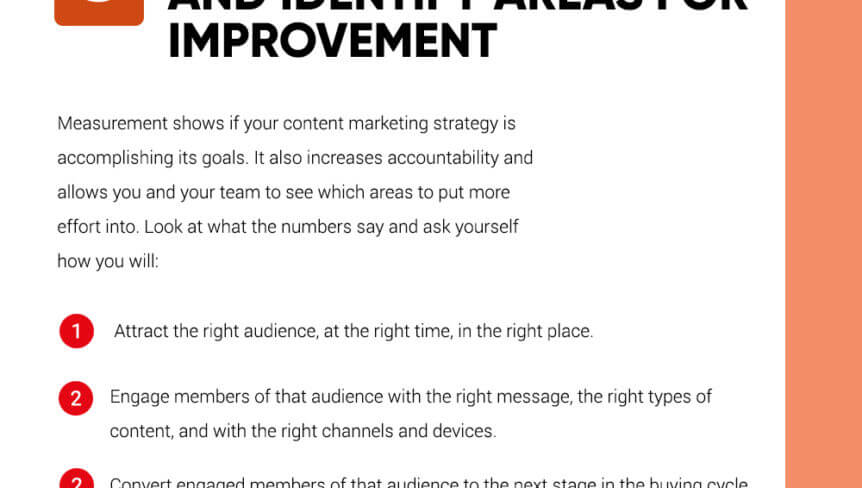 AND IDENTIFY AREAS FOR
IMPROVEMENT
Measurement shows if your content marketing strategy is
accomplishing its goals. It also increases accountability and
allows you and your team to see which areas to put more
effort into. Look at what the numbers say and ask yourself
how you will:
1 Attract the right audience, at the right time, in the right place.
2 Engage members of that audience with the right message, the right types of
content, and with the right channels and devices.
Convert engaged members of that audience to the next stage in the buying cycle